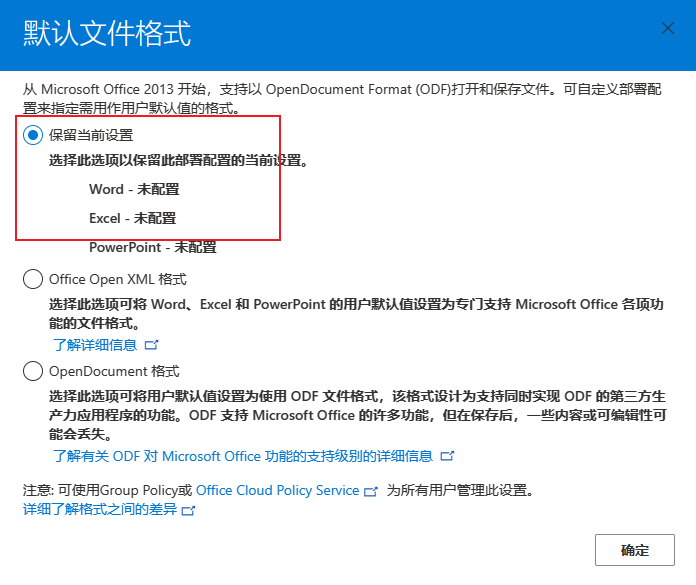 默认文件格式
从 Microsoft Office 2013 开始，支持以 OpenDocument Format (ODF)打开和保存文件。可自定义部署配
置来指定需用作用户默认值的格式。
保留当前设置
选择此选项以保留此部署配置的当前设置。
Word - 未配置
Excel - 未配置
PowerPoint - 未配置
Office Open XML 格式
选择此选项可将 Word、Excel 和 PowerPoint 的用户默认值设置为专门支持 Microsoft Office 各项功
能的文件格式。
了解详细信息
OpenDocument 格式
选择此选项可将用户默认值设置为使用 ODF 文件格式，该格式设计为支持同时实现 ODF 的第三方生
产力应用程序的功能。ODF 支持 Microsoft Office 的许多功能，但在保存后，一些内容或可编辑性可
能会丢失。
了解有关 ODF 对 Microsoft Office 功能的支持级别的详细信息
注意: 可使用Group Policy或 Office Cloud Policy Service 为所有用户管理此设置。
详细了解格式之间的差异
确定